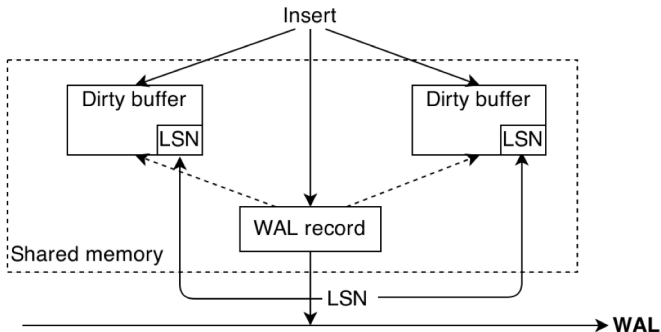 Insert
Dirty buffer
LSN
Dirty buffer
LSN
WAL record
Shared memory
LSN
WAL